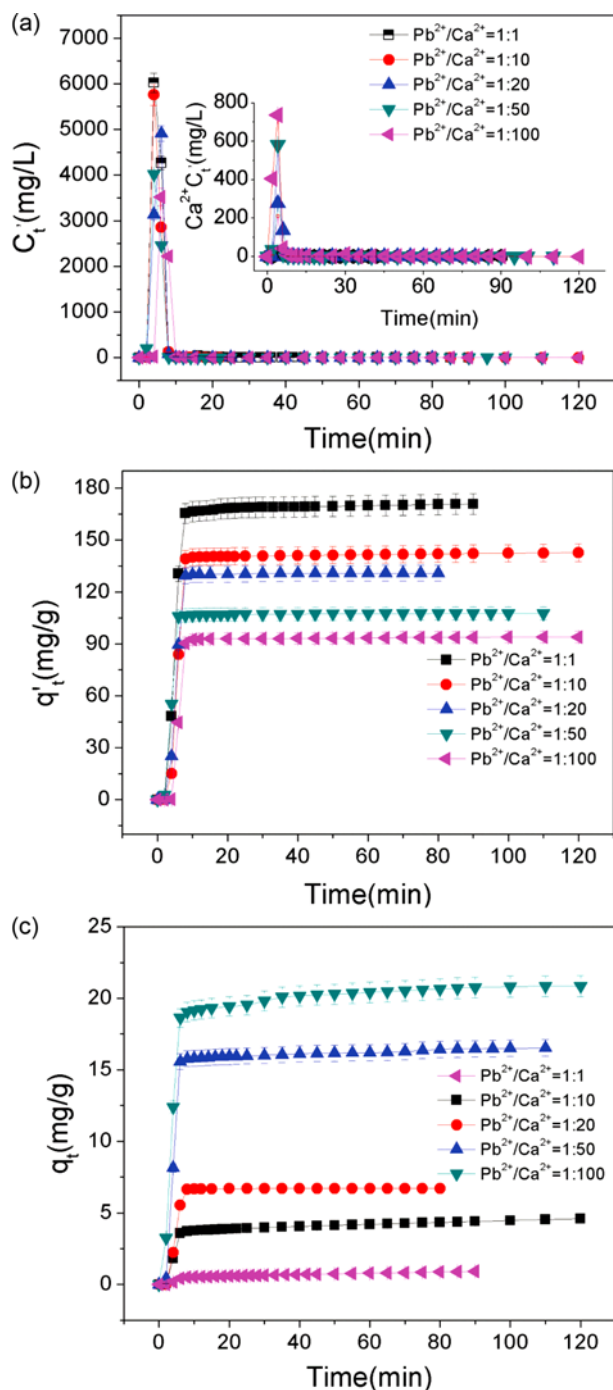 (a)
7000
6000
5000
4000
3000
2000
1000
0
C_t'(mg/L)
Pb²⁺/Ca²⁺=1:1
Pb²⁺/Ca²⁺=1:10
Pb²⁺/Ca²⁺=1:20
Pb²⁺/Ca²⁺=1:50
Pb²⁺/Ca²⁺=1:100
800
600
400
200
0
Ca²⁺C_t(mg/L)
0 30 60 90 120
Time(min)
0 20 40 60 80 100 120
Time(min)
(b)
180
150
120
90
60
30
0
q'_t(mg/g)
Pb²⁺/Ca²⁺=1:1
Pb²⁺/Ca²⁺=1:10
Pb²⁺/Ca²⁺=1:20
Pb²⁺/Ca²⁺=1:50
Pb²⁺/Ca²⁺=1:100
0 20 40 60 80 100 120
Time(min)
(c)
25
20
15
10
5
0
q_t(mg/g)
Pb²⁺/Ca²⁺=1:1
Pb²⁺/Ca²⁺=1:10
Pb²⁺/Ca²⁺=1:20
Pb²⁺/Ca²⁺=1:50
Pb²⁺/Ca²⁺=1:100
0 20 40 60 80 100 120
Time(min)